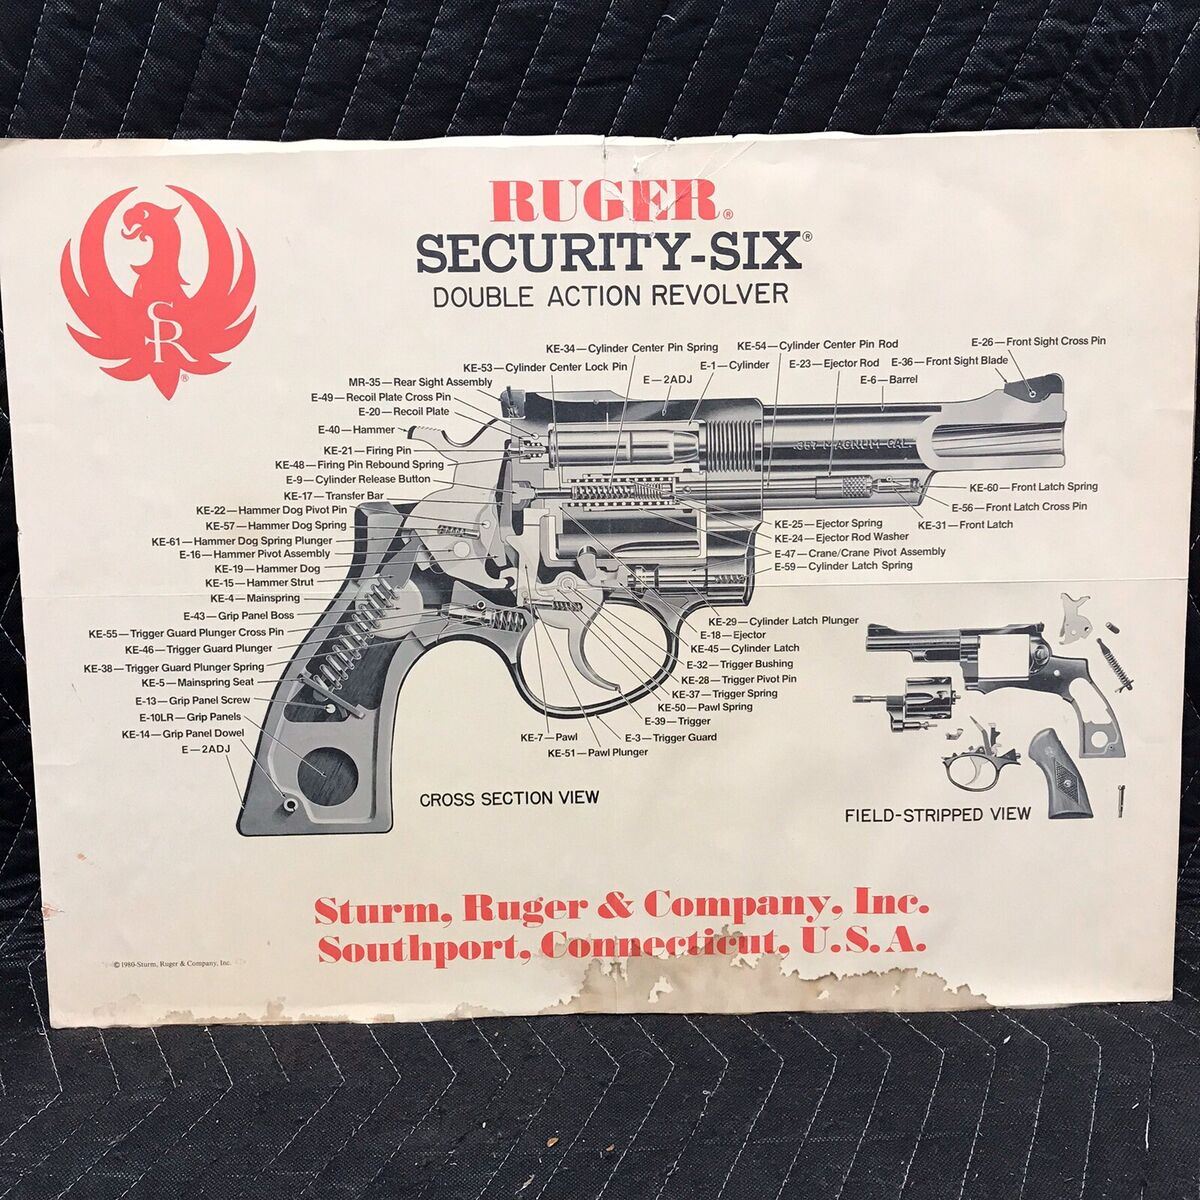 RUGER®
SECURITY-SIX®
DOUBLE ACTION REVOLVER
SR®
KE-34—Cylinder Center Pin Spring
KE-54—Cylinder Center Pin Rod
E-26—Front Sight Cross Pin
KE-53—Cylinder Center Lock Pin
E-1—Cylinder
E-23—Ejector Rod
E-36—Front Sight Blade
MR-35—Rear Sight Assembly
E—2ADJ
E-6—Barrel
E-49—Recoil Plate Cross Pin
E-20—Recoil Plate
E-40—Hammer
KE-21—Firing Pin
KE-48—Firing Pin Rebound Spring
E-9—Cylinder Release Button
KE-17—Transfer Bar
KE-22—Hammer Dog Pivot Pin
KE-57—Hammer Dog Spring
KE-61—Hammer Dog Spring Plunger
E-16—Hammer Pivot Assembly
KE-19—Hammer Dog
KE-15—Hammer Strut
KE-4—Mainspring
E-43—Grip Panel Boss
KE-55—Trigger Guard Plunger Cross Pin
KE-46—Trigger Guard Plunger
KE-38—Trigger Guard Plunger Spring
KE-5—Mainspring Seat
E-13—Grip Panel Screw
E-10LR—Grip Panels
KE-14—Grip Panel Dowel
E—2ADJ
.357 MAGNUM CAL.
KE-60—Front Latch Spring
E-56—Front Latch Cross Pin
KE-31—Front Latch
KE-25—Ejector Spring
KE-24—Ejector Rod Washer
E-47—Crane/Crane Pivot Assembly
E-59—Cylinder Latch Spring
KE-29—Cylinder Latch Plunger
E-18—Ejector
KE-45—Cylinder Latch
E-32—Trigger Bushing
KE-28—Trigger Pivot Pin
KE-37—Trigger Spring
KE-50—Pawl Spring
E-39—Trigger
E-3—Trigger Guard
KE-7—Pawl
KE-51—Pawl Plunger
CROSS SECTION VIEW
FIELD-STRIPPED VIEW
Sturm, Ruger & Company, Inc.
Southport, Connecticut, U.S.A.
©1980-Sturm, Ruger & Company, Inc.